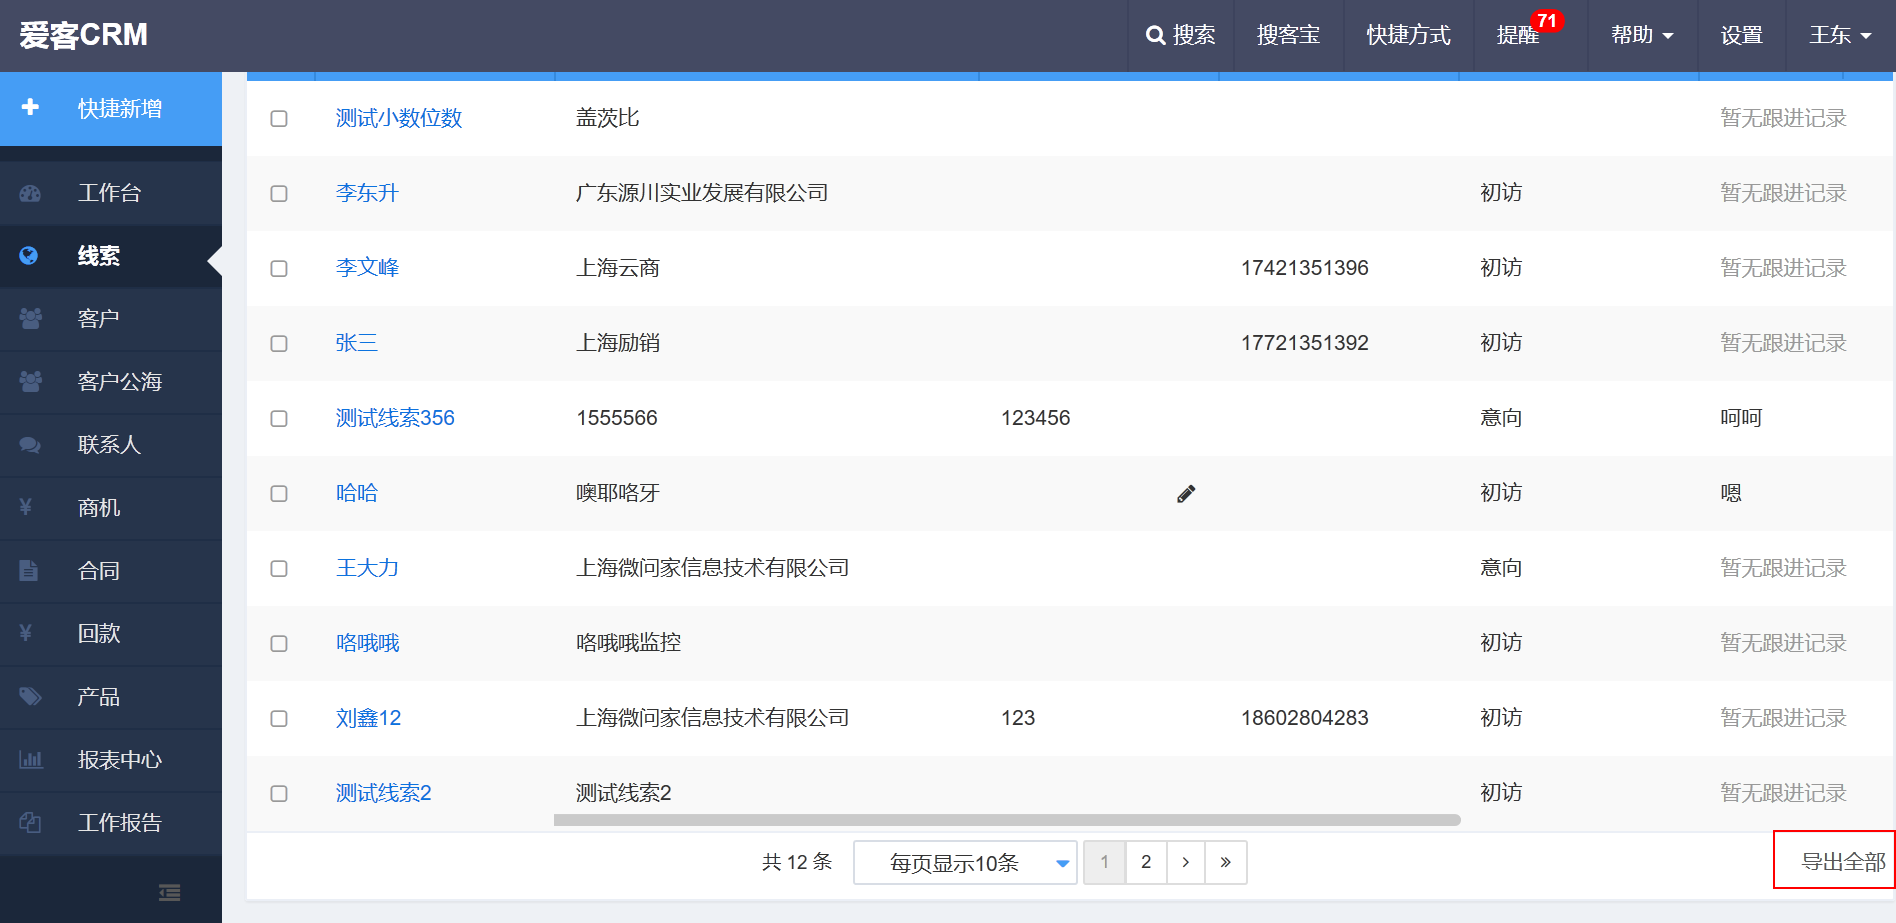 爱客CRM 搜索 搜客宝 快捷方式 提醒 71 帮助 设置 王东
快捷新增
工作台
线索
客户
客户公海
联系人
商机
合同
回款
产品
报表中心
工作报告
测试小数位数 盖茨比 暂无跟进记录
李东升 广东源川实业发展有限公司 初访 暂无跟进记录
李文峰 上海云商 17421351396 初访 暂无跟进记录
张三 上海励销 17721351392 初访 暂无跟进记录
测试线索356 1555566 123456 意向 呵呵
哈哈 噢耶咯牙 初访 嗯
王大力 上海微问家信息技术有限公司 意向 暂无跟进记录
咯哦哦 咯哦哦监控 初访 暂无跟进记录
刘鑫12 上海微问家信息技术有限公司 123 18602804283 初访 暂无跟进记录
测试线索2 测试线索2 初访 暂无跟进记录
共 12 条 每页显示10条 1 2 › » 导出全部